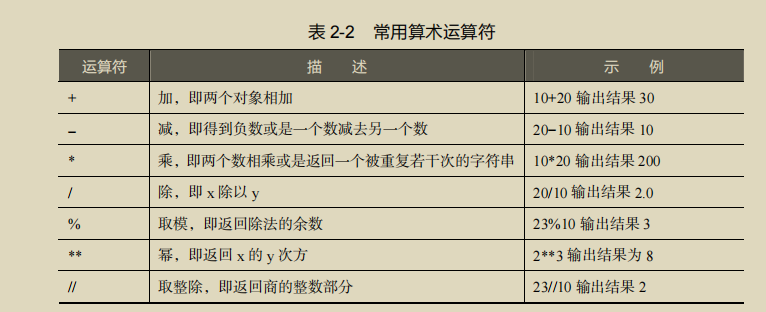 表 2-2 常用算术运算符
运算符 描 述 示 例
+ 加，即两个对象相加 10+20 输出结果 30
− 减，即得到负数或是一个数减去另一个数 20−10 输出结果 10
* 乘，即两个数相乘或是返回一个被重复若干次的字符串 10*20 输出结果 200
/ 除，即 x 除以 y 20/10 输出结果 2.0
% 取模，即返回除法的余数 23%10 输出结果 3
** 幂，即返回 x 的 y 次方 2**3 输出结果为 8
// 取整除，即返回商的整数部分 23//10 输出结果 2